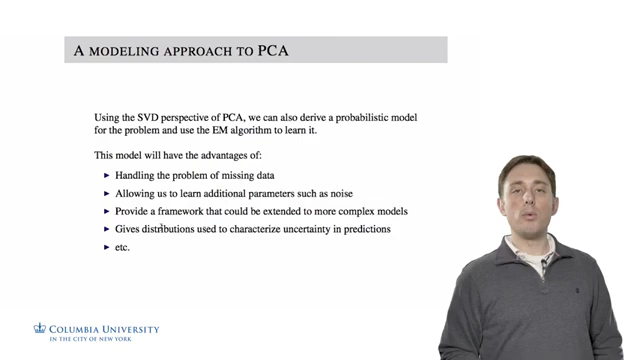 A MODELING APPROACH TO PCA
Using the SVD perspective of PCA, we can also derive a probabilistic model
for the problem and use the EM algorithm to learn it.
This model will have the advantages of:
▶ Handling the problem of missing data
▶ Allowing us to learn additional parameters such as noise
▶ Provide a framework that could be extended to more complex models
▶ Gives distributions used to characterize uncertainty in predictions
▶ etc.
COLUMBIA UNIVERSITY
IN THE CITY OF NEW YORK